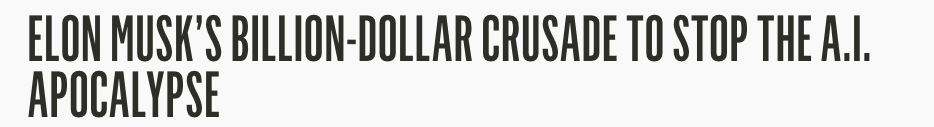 ELON MUSK’S BILLION-DOLLAR CRUSADE TO STOP THE A.I.
APOCALYPSE